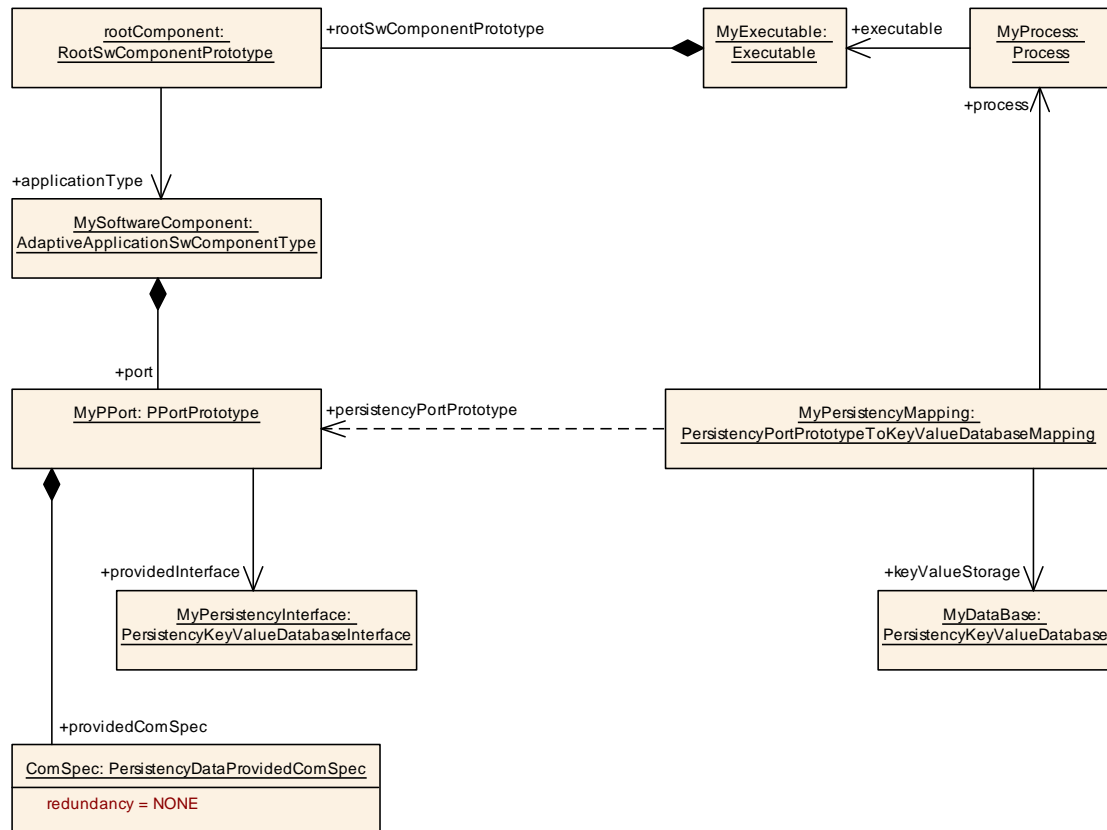 rootComponent:
RootSwComponentPrototype
+rootSwComponentPrototype
MyExecutable:
Executable
+executable
MyProcess:
Process
+process
+applicationType
MySoftwareComponent:
AdaptiveApplicationSwComponentType
+port
MyPPort: PPortPrototype
+persistencyPortPrototype
MyPersistencyMapping:
PersistencyPortPrototypeToKeyValueDatabaseMapping
+providedInterface
+keyValueStorage
MyPersistencyInterface:
PersistencyKeyValueDatabaseInterface
MyDataBase:
PersistencyKeyValueDatabase
+providedComSpec
ComSpec: PersistencyDataProvidedComSpec
redundancy = NONE